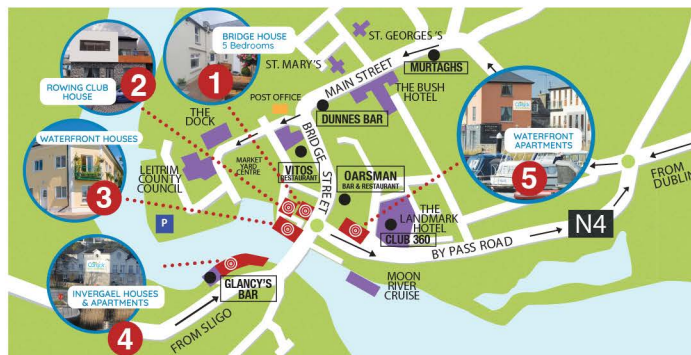 BRIDGE HOUSE
5 Bedrooms
1
2
ROWING CLUB
HOUSE
WATERFRONT HOUSES
3
INVERGAEL HOUSES
& APARTMENTS
4
WATERFRONT
APARTMENTS
5
ST. GEORGES'S
ST. MARY'S
MAIN STREET
MURTAGHS
THE BUSH
HOTEL
POST OFFICE
DUNNES BAR
THE
DOCK
BRIDGE STREET
MARKET
YARD CENTRE
VITOS
RESTAURANT
OARSMAN
BAR & RESTAURANT
LEITRIM
COUNTY
COUNCIL
P
THE
LANDMARK
HOTEL
CLUB 360
BY PASS ROAD
N4
FROM
DUBLIN
MOON
RIVER
CRUISE
GLANCY'S
BAR
FROM SLIGO